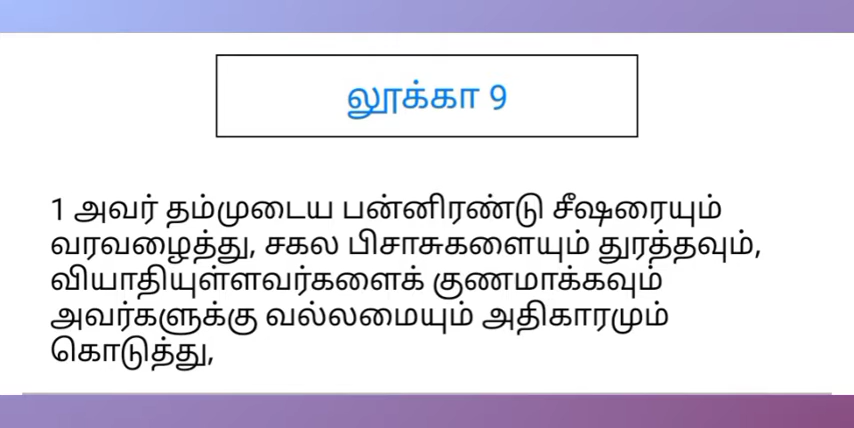 லூக்கா 9
1 அவர் தம்முடைய பன்னிரண்டு சீஷரையும்
வரவழைத்து, சகல பிசாசுகளையும் துரத்தவும்,
வியாதியுள்ளவர்களைக் குணமாக்கவும்
அவர்களுக்கு வல்லமையும் அதிகாரமும்
கொடுத்து,